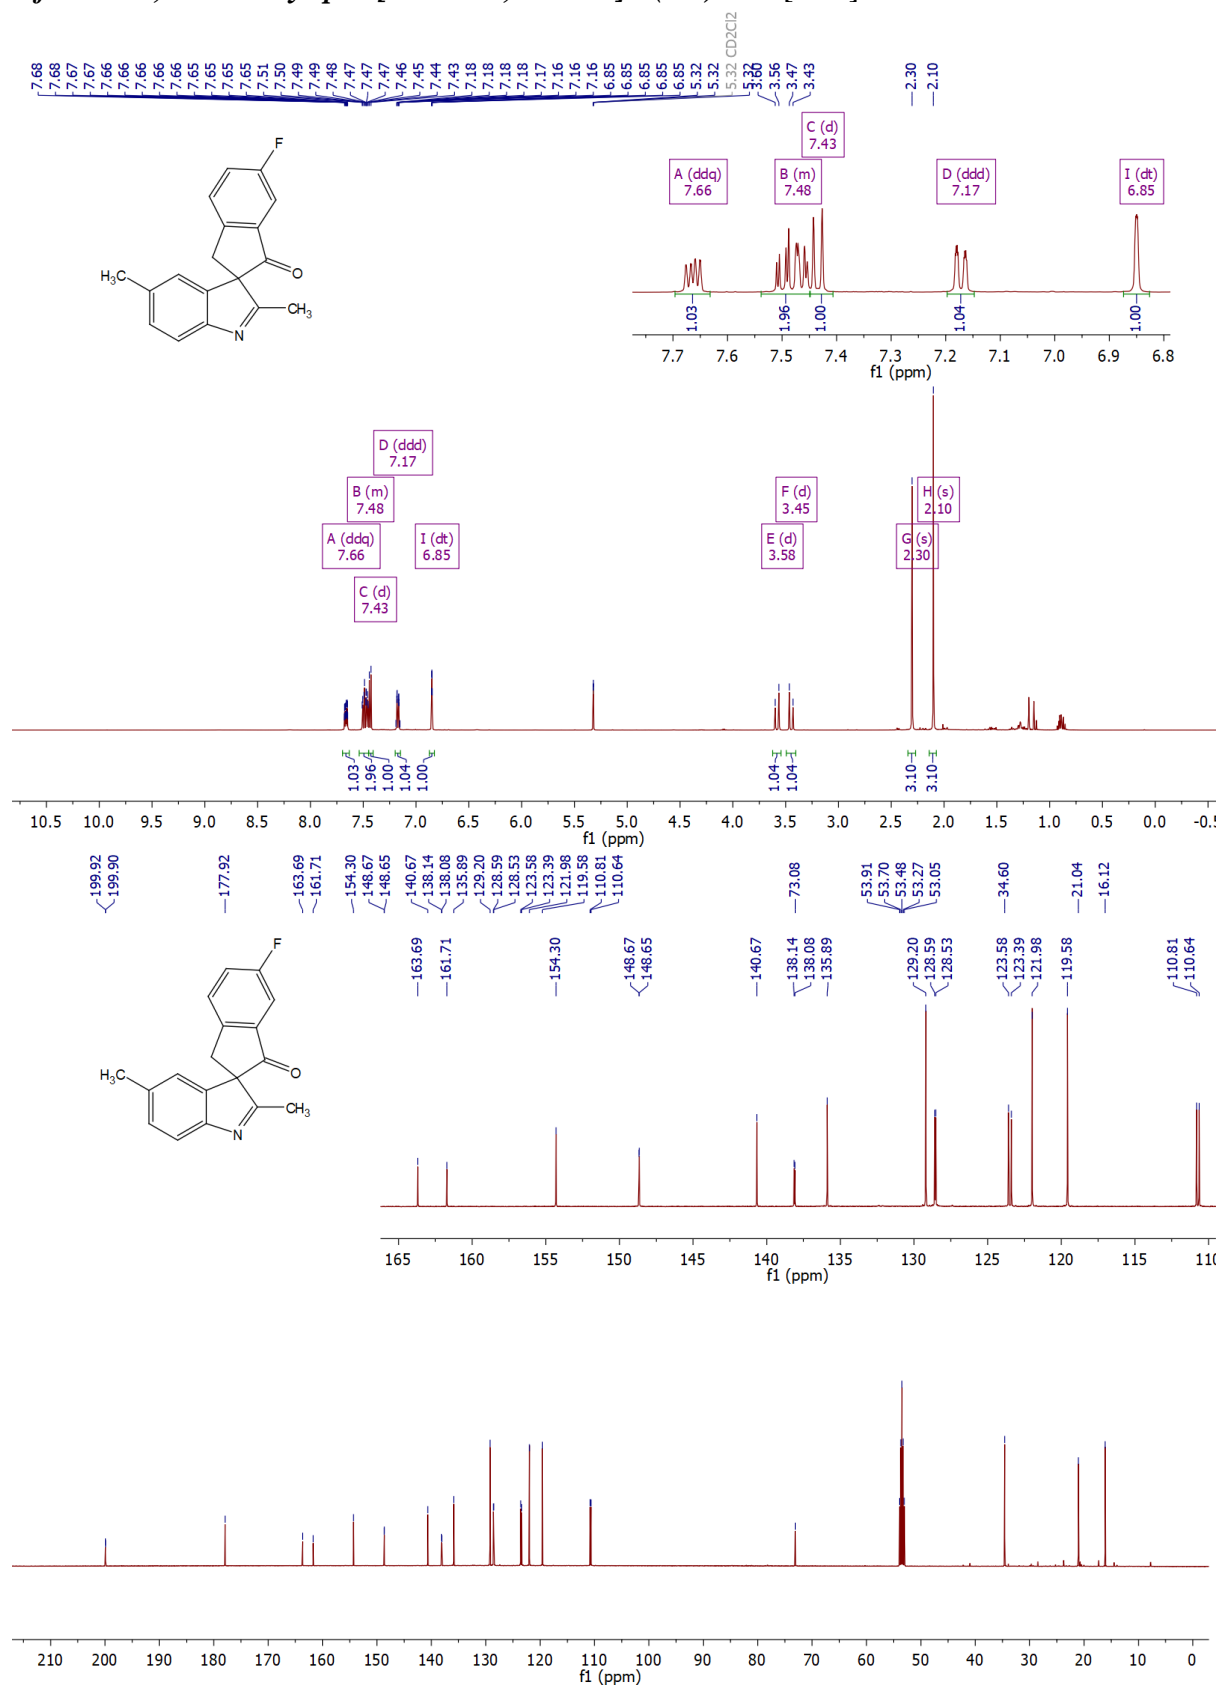 7.68 7.68 7.67 7.67 7.66 7.66 7.66 7.66 7.66 7.65 7.65 7.65 7.65 7.51 7.50 7.49 7.49 7.48 7.47 7.47 7.47 7.46 7.45 7.44 7.43 7.18 7.18 7.18 7.18 7.17 7.16 7.16 7.16 6.85 6.85 6.85 6.85 6.85 5.32 5.32 5.32 CD2Cl2 5.32 3.60 3.56 3.47 3.43 2.30 2.10
F
O
H₃C
CH₃
N
C (d)
7.43
A (ddq)
7.66
B (m)
7.48
D (ddd)
7.17
I (dt)
6.85
1.03 1.96 1.00 1.04 1.00
7.7 7.6 7.5 7.4 7.3 7.2 7.1 7.0 6.9 6.8
f1 (ppm)
D (ddd)
7.17
B (m)
7.48
F (d)
3.45
H (s)
2.10
A (ddq)
7.66
I (dt)
6.85
E (d)
3.58
G (s)
2.30
C (d)
7.43
1.03 1.96 1.00 1.04 1.00 1.04 1.04 3.10 3.10
10.5 10.0 9.5 9.0 8.5 8.0 7.5 7.0 6.5 6.0 5.5 5.0 4.5 4.0 3.5 3.0 2.5 2.0 1.5 1.0 0.5 0.0
f1 (ppm)
199.92 199.90 177.92 163.69 161.71 154.30 148.67 148.65 140.67 138.14 138.08 135.89 129.20 128.59 128.53 123.58 123.39 121.98 119.58 110.81 110.64 73.08 53.91 53.70 53.48 53.27 53.05 34.60 21.04 16.12
F
O
H₃C
CH₃
N
163.69 161.71 154.30 148.67 148.65 140.67 138.14 138.08 135.89 129.20 128.59 128.53 123.58 123.39 121.98 119.58 110.81 110.64
165 160 155 150 145 140 135 130 125 120 115
f1 (ppm)
210 200 190 180 170 160 150 140 130 120 110 100 90 80 70 60 50 40 30 20 10 0
f1 (ppm)